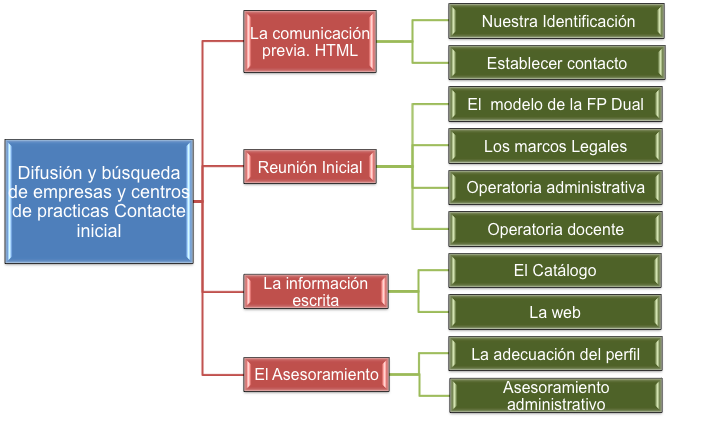 Difusión y búsqueda
de empresas y centros
de practicas Contacte
inicial
La comunicación
previa. HTML
Nuestra Identificación
Establecer contacto
Reunión Inicial
El  modelo de la FP Dual
Los marcos Legales
Operatoria administrativa
Operatoria docente
La información
escrita
El Catálogo
La web
El Asesoramiento
La adecuación del perfil
Asesoramiento
administrativo